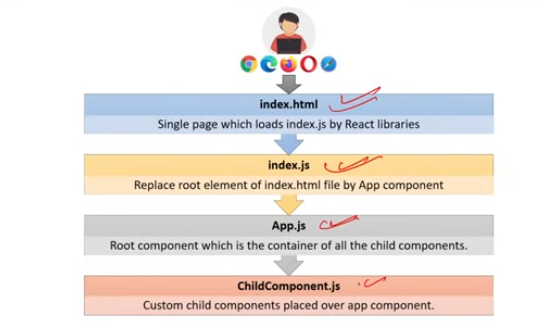 index.html
Single page which loads index.js by React libraries
index.js
Replace root element of index.html file by App component
App.js
Root component which is the container of all the child components.
ChildComponent.js
Custom child components placed over app component.